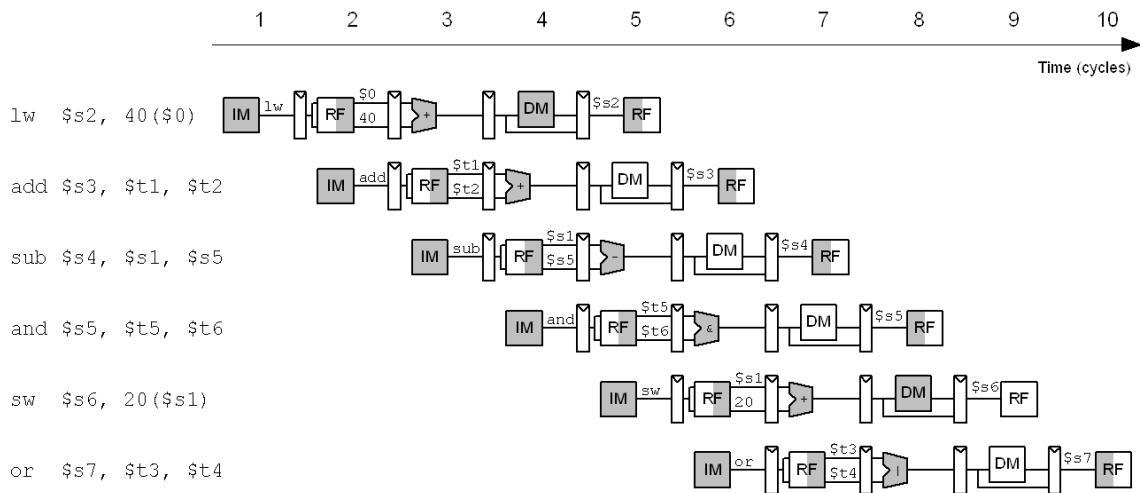 1 2 3 4 5 6 7 8 9 10
Time (cycles)
lw $s2, 40($0) IM lw RF $0 40 + DM $s2 RF
add $s3, $t1, $t2 IM add RF $t1 $t2 + DM $s3 RF
sub $s4, $s1, $s5 IM sub RF $s1 $s5 - DM $s4 RF
and $s5, $t5, $t6 IM and RF $t5 $t6 & DM $s5 RF
sw $s6, 20($s1) IM sw RF $s1 20 + DM $s6 RF
or $s7, $t3, $t4 IM or RF $t3 $t4 | DM $s7 RF